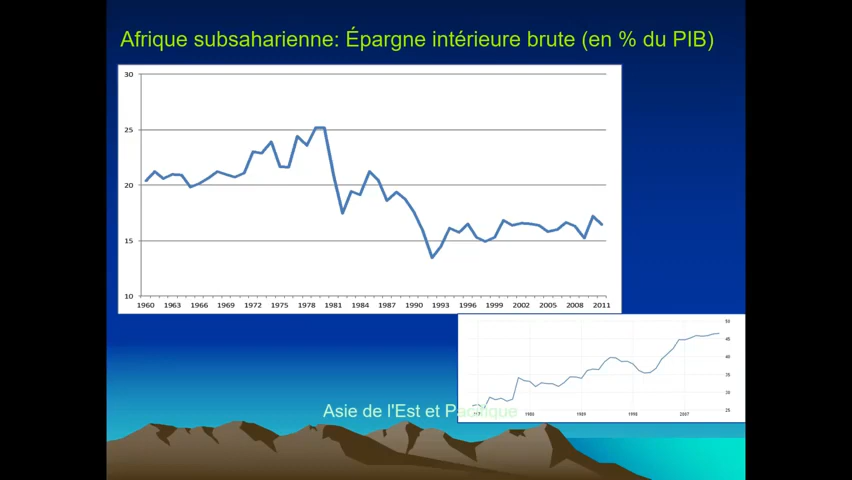 Afrique subsaharienne: Épargne intérieure brute (en % du PIB)
30
25
20
15
10
1960 1963 1966 1969 1972 1975 1978 1981 1984 1987 1990 1993 1996 1999 2002 2005 2008 2011
50
45
40
35
30
25
1980 1989 1998 2007
Asie de l'Est et Pacifique